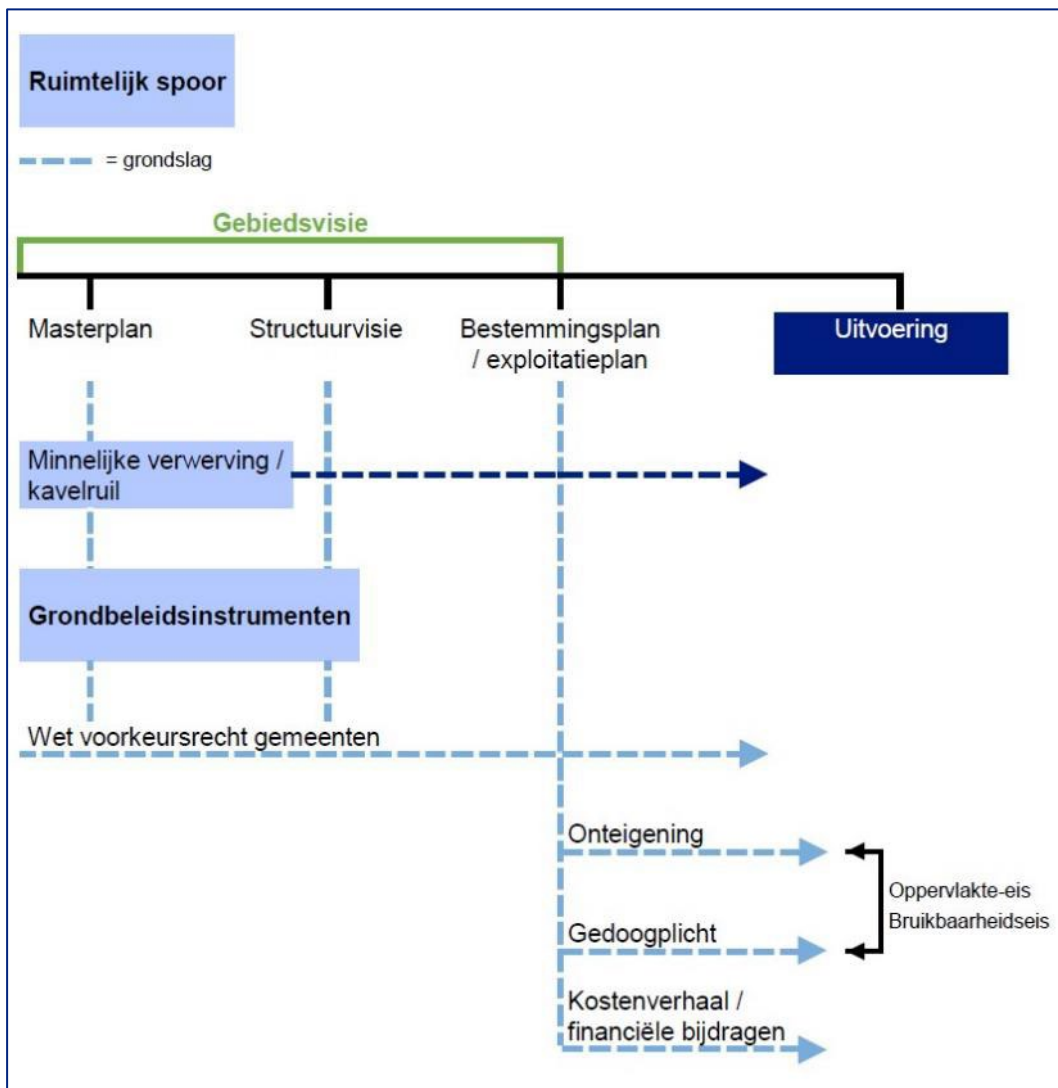 Ruimtelijk spoor
= grondslag
Gebiedsvisie
Masterplan
Structuurvisie
Bestemmingsplan
/ exploitatieplan
Uitvoering
Minnelijke verwerving /
kavelruil
Grondbeleidsinstrumenten
Wet voorkeursrecht gemeenten
Onteigening
Oppervlakte-eis
Bruikbaarheidseis
Gedoogplicht
Kostenverhaal /
financiële bijdragen